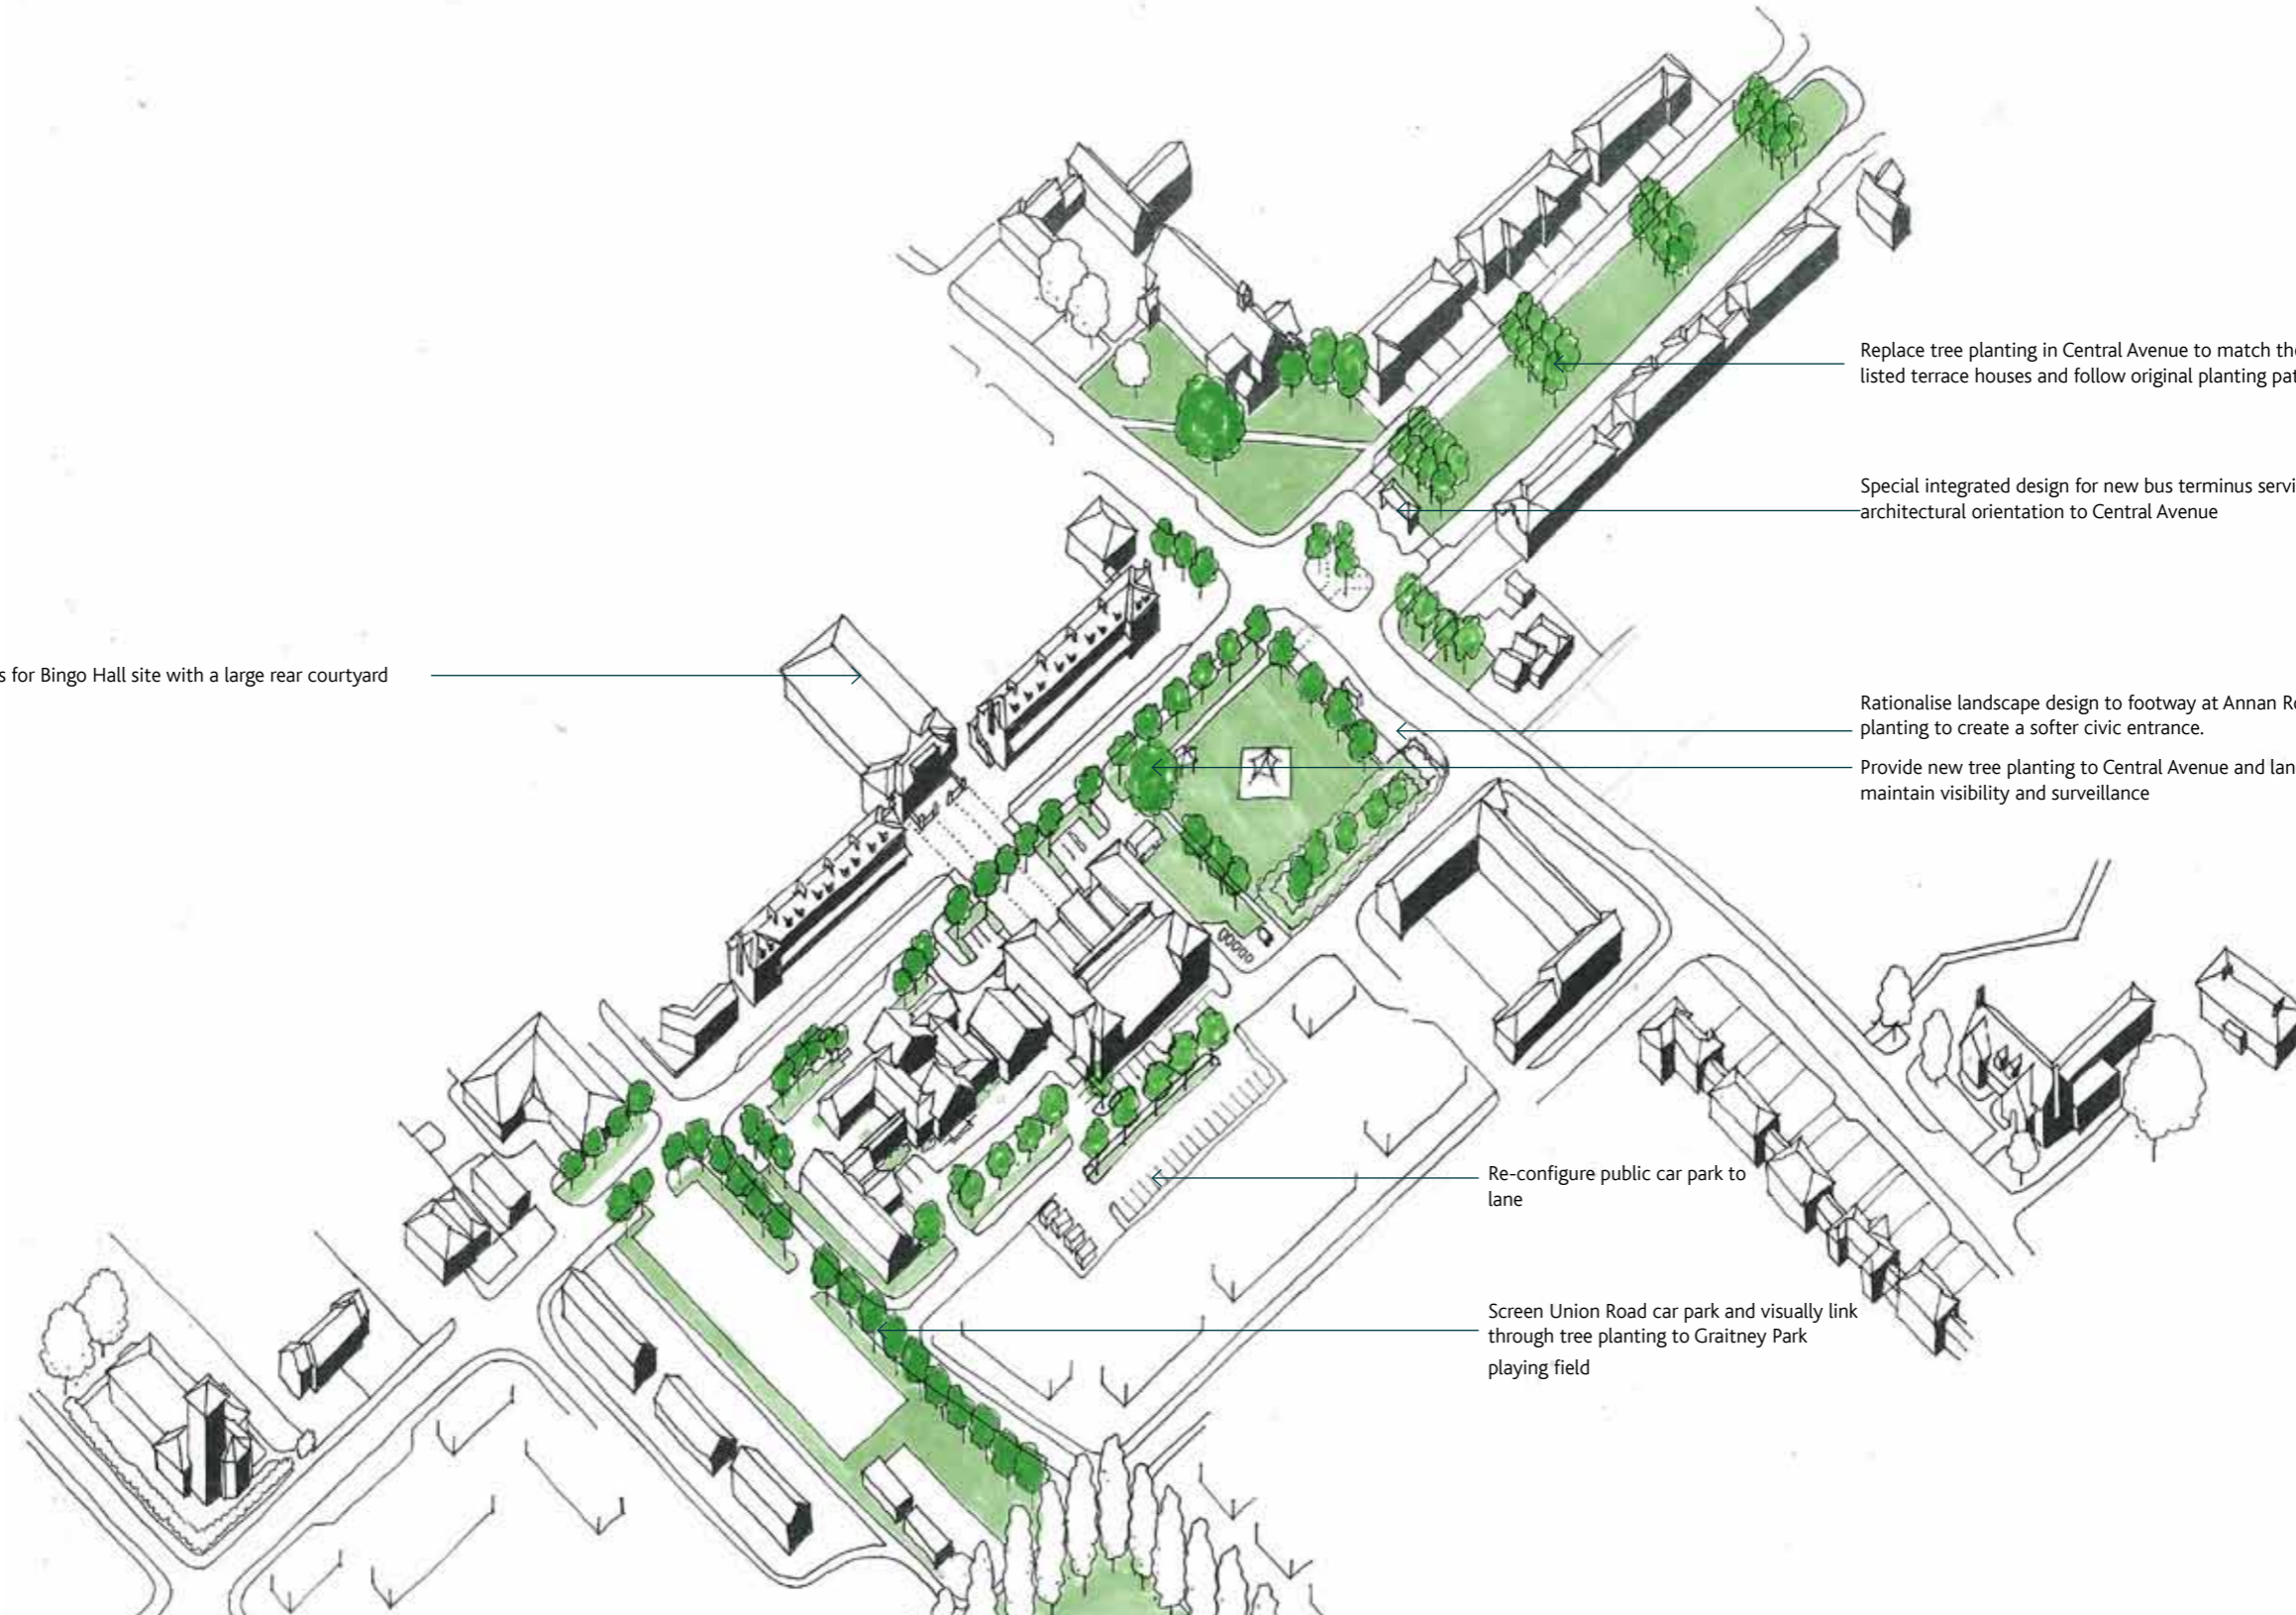 Replace tree planting in Central Avenue to match the
listed terrace houses and follow original planting
Special integrated design for new bus terminus
architectural orientation to Central Avenue
for Bingo Hall site with a large rear courtyard
Rationalise landscape design to footway at Annan
planting to create a softer civic entrance.
Provide new tree planting to Central Avenue and
maintain visibility and surveillance
Re-configure public car park to
lane
Screen Union Road car park and visually link
through tree planting to Graitney Park
playing field